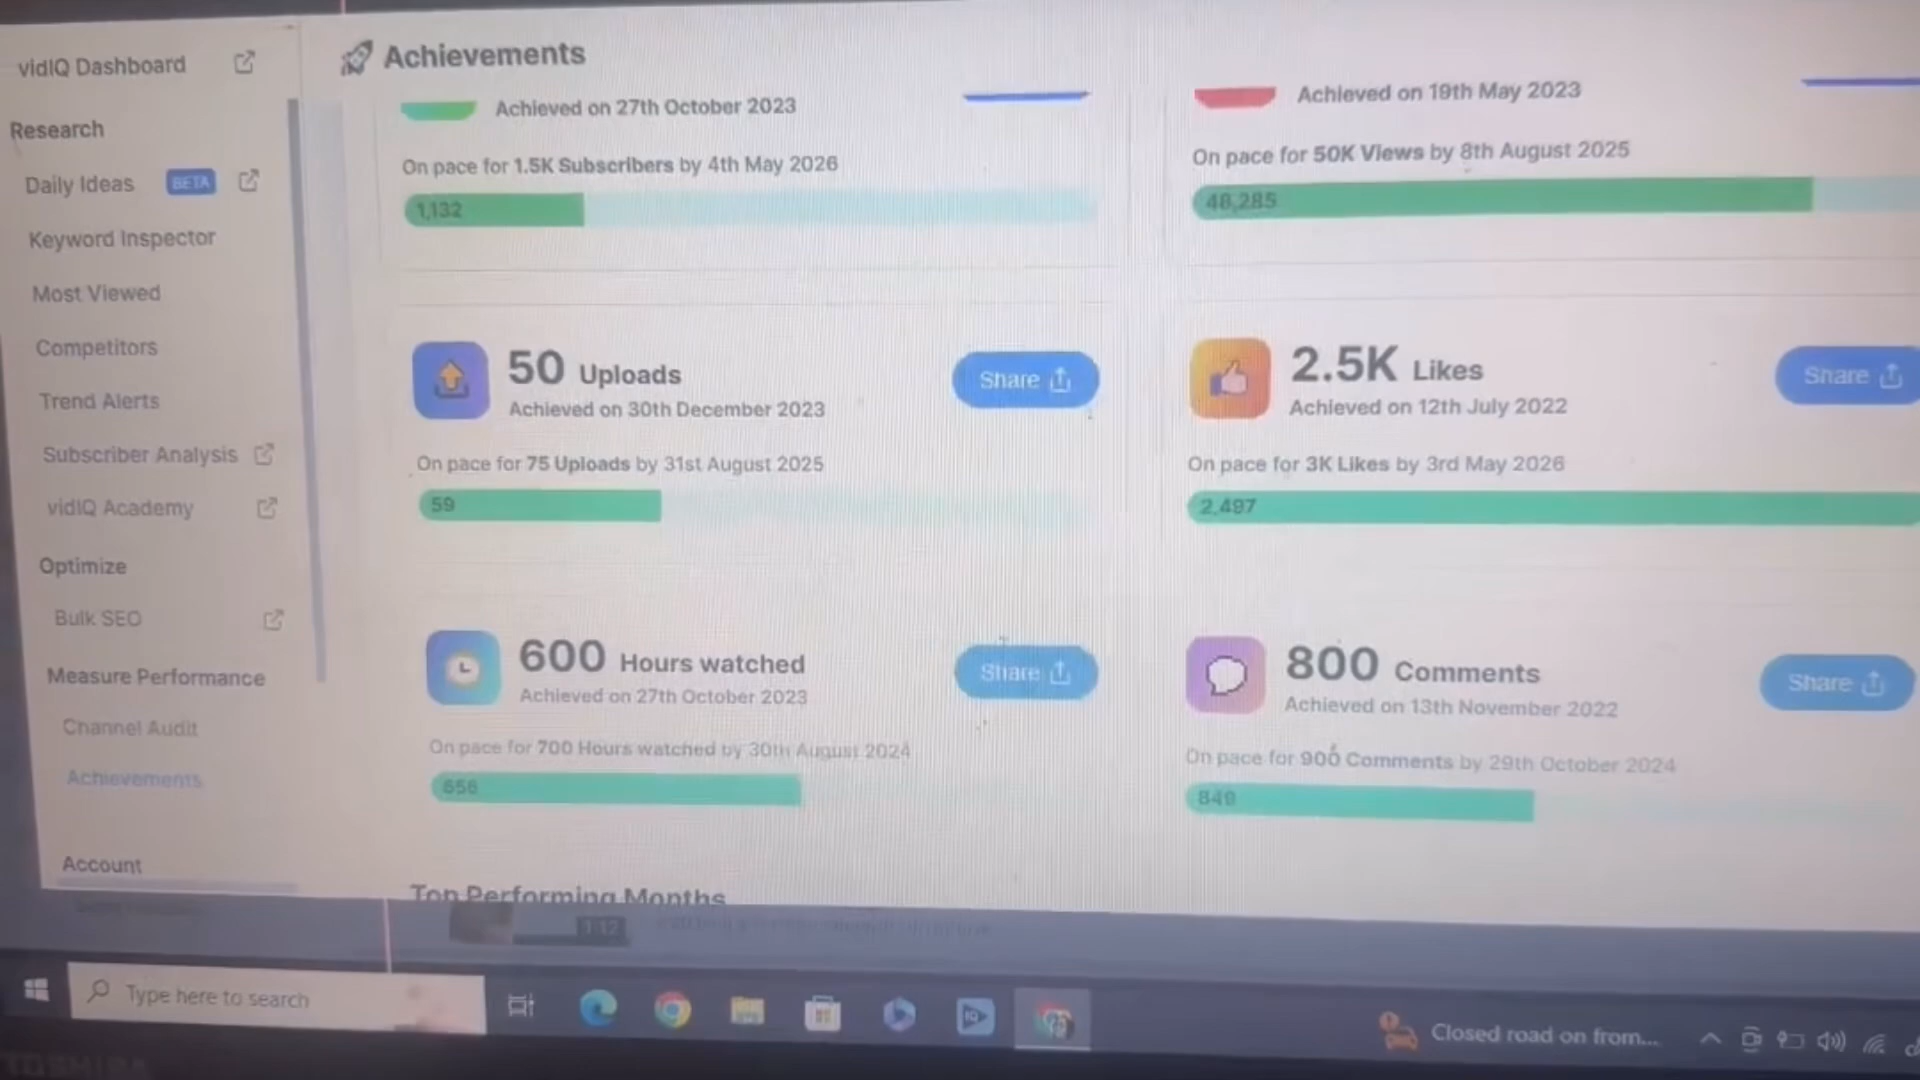 vidIQ Dashboard
Research
Daily Ideas BETA
Keyword Inspector
Most Viewed
Competitors
Trend Alerts
Subscriber Analysis
vidIQ Academy
Optimize
Bulk SEO
Measure Performance
Channel Audit
Achievements
Account
Achievements
Achieved on 27th October 2023
On pace for 1.5K Subscribers by 4th May 2026
1,132
Achieved on 19th May 2023
On pace for 50K Views by 8th August 2025
48,285
50 Uploads
Achieved on 30th December 2023
Share
On pace for 75 Uploads by 31st August 2025
59
2.5K Likes
Achieved on 12th July 2022
Share
On pace for 3K Likes by 3rd May 2026
2,497
600 Hours watched
Achieved on 27th October 2023
Share
On pace for 700 Hours watched by 30th August 2024
656
800 Comments
Achieved on 13th November 2022
Share
On pace for 900 Comments by 29th October 2024
849
Top Performing Months
1:12
Type here to search
Closed road on from...
TOSHIBA